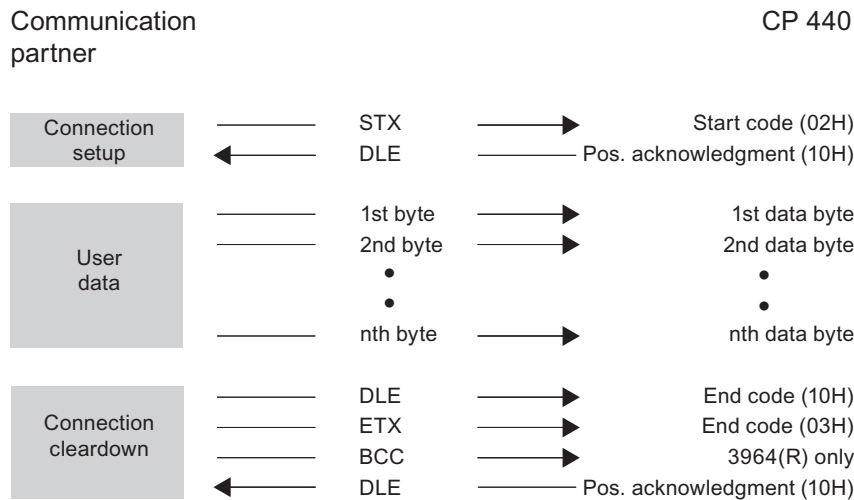 Communication partner CP 440
Connection setup
STX Start code (02H)
DLE Pos. acknowledgment (10H)
User data
1st byte 1st data byte
2nd byte 2nd data byte
• •
• •
nth byte nth data byte
Connection cleardown
DLE End code (10H)
ETX End code (03H)
BCC 3964(R) only
DLE Pos. acknowledgment (10H)